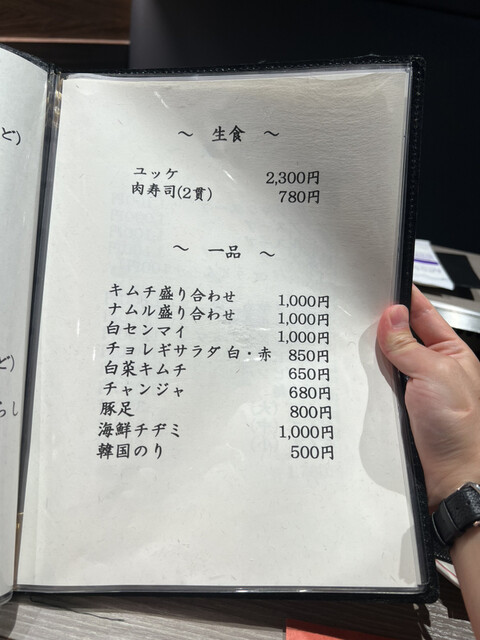 ど)
ど)
らし
～ 生食 ～
ユッケ 2,300円
肉寿司(2貫) 780円
～ 一品 ～
キムチ盛り合わせ 1,000円
ナムル盛り合わせ 1,000円
白センマイ 1,000円
チョレギサラダ 白・赤 850円
白菜キムチ 650円
チャンジャ 680円
豚足 800円
海鮮チヂミ 1,000円
韓国のり 500円